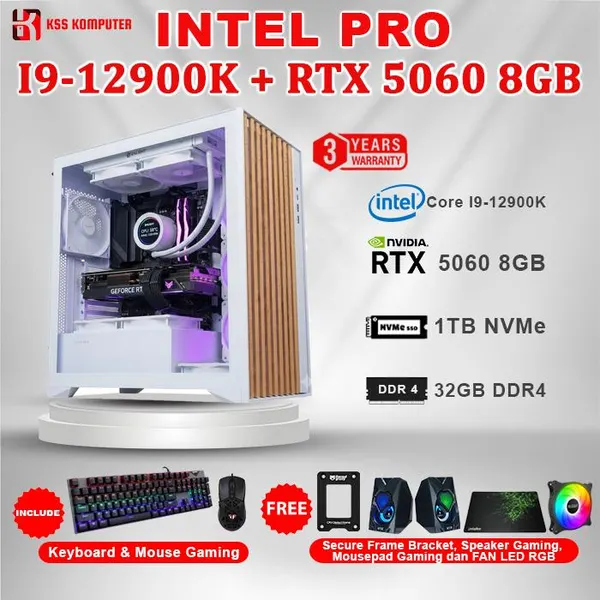 KSS KOMPUTER
INTEL PRO
I9-12900K + RTX 5060 8GB
3 YEARS
WARRANTY
intel Core I9-12900K
NVIDIA.
RTX 5060 8GB
NVMe SSD 1TB NVMe
DDR 4 32GB DDR4
GEFORCE RT
INCLUDE
Keyboard & Mouse Gaming
FREE
Secure Frame Bracket, Speaker Gaming,
Mousepad Gaming dan FAN LED RGB